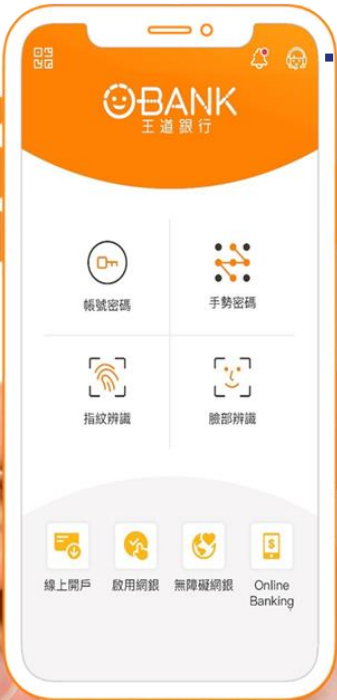 OBANK
王道銀行
帳號密碼
手勢密碼
指紋辨識
臉部辨識
線上開戶
啟用網銀
無障礙網銀
Online
Banking